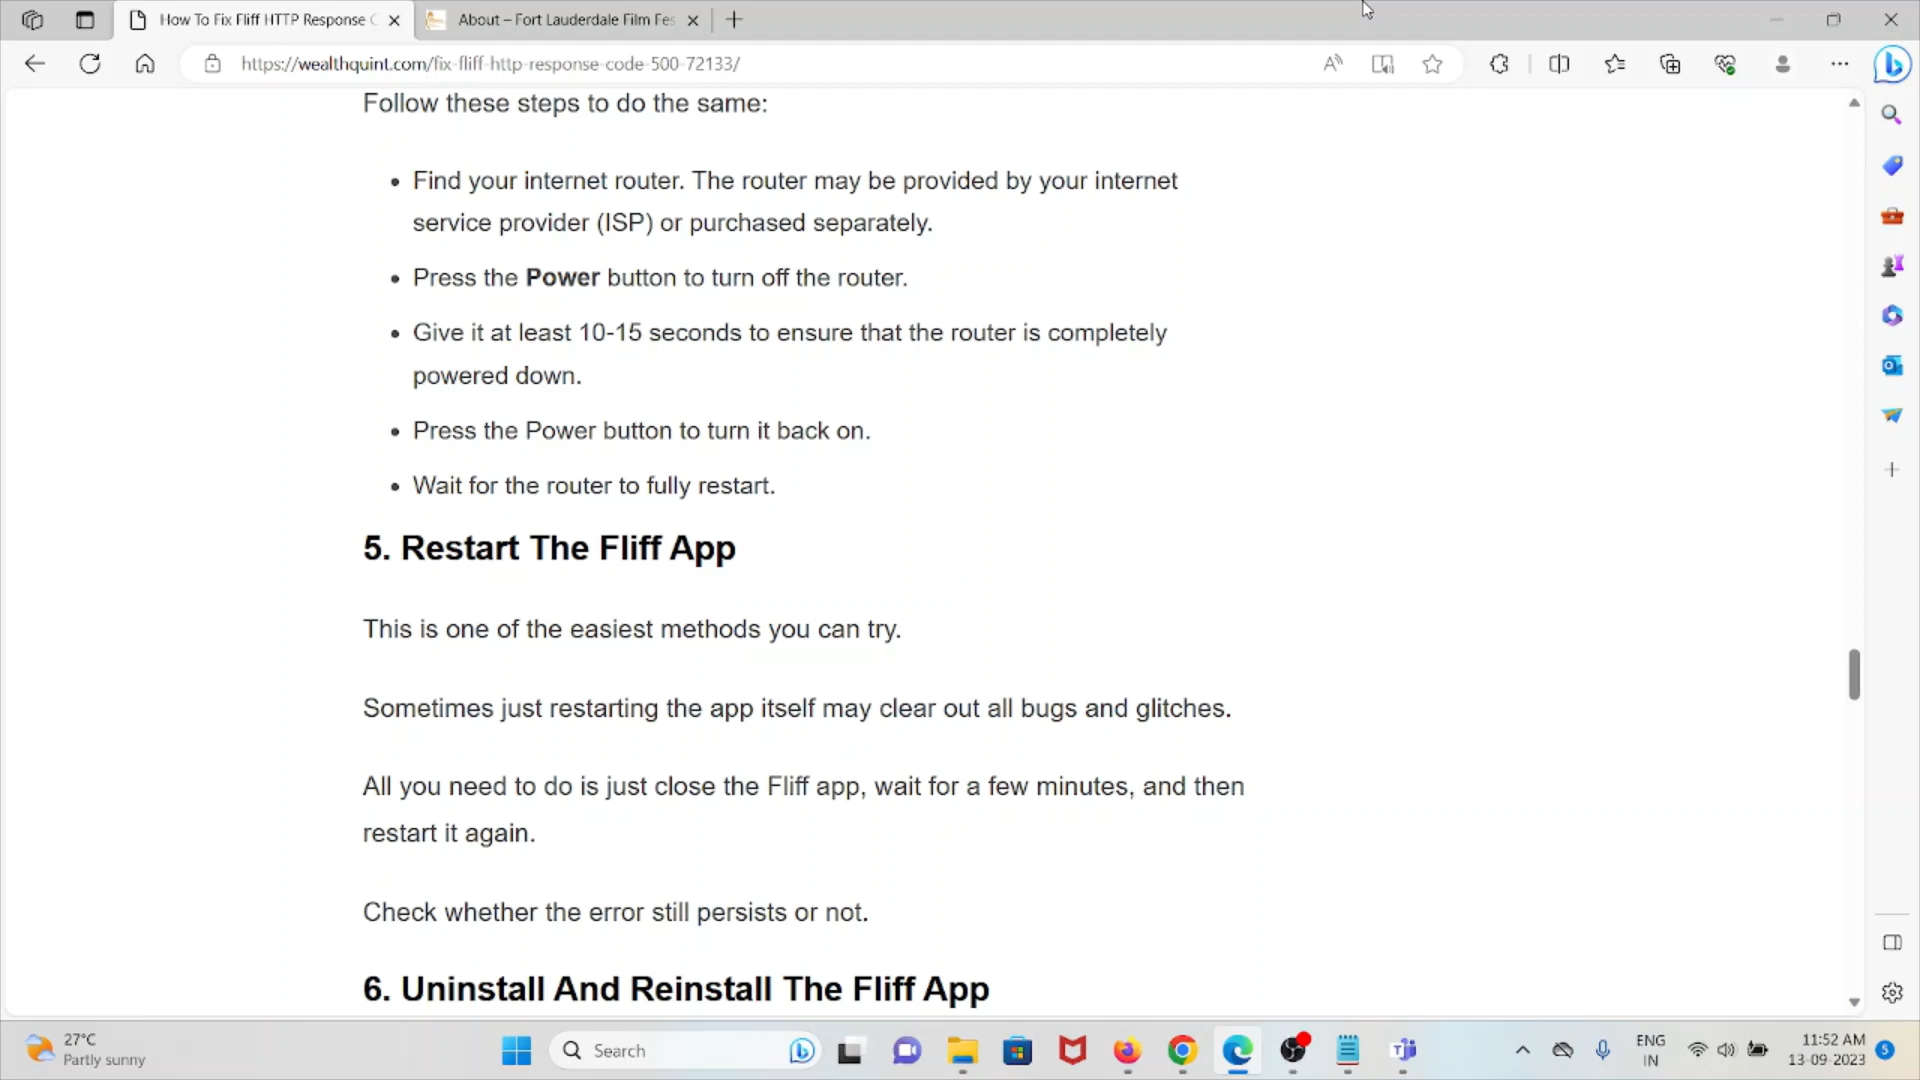 How To Fix Fliff HTTP Response C
About – Fort Lauderdale Film Fes
https://wealthquint.com/fix-fliff-http-response-code-500-72133/
Follow these steps to do the same:
• Find your internet router. The router may be provided by your internet
service provider (ISP) or purchased separately.
• Press the Power button to turn off the router.
• Give it at least 10-15 seconds to ensure that the router is completely
powered down.
• Press the Power button to turn it back on.
• Wait for the router to fully restart.
5. Restart The Fliff App
This is one of the easiest methods you can try.
Sometimes just restarting the app itself may clear out all bugs and glitches.
All you need to do is just close the Fliff app, wait for a few minutes, and then
restart it again.
Check whether the error still persists or not.
6. Uninstall And Reinstall The Fliff App
27°C
Partly sunny
Search
ENG
IN
11:52 AM
13-09-2023
5